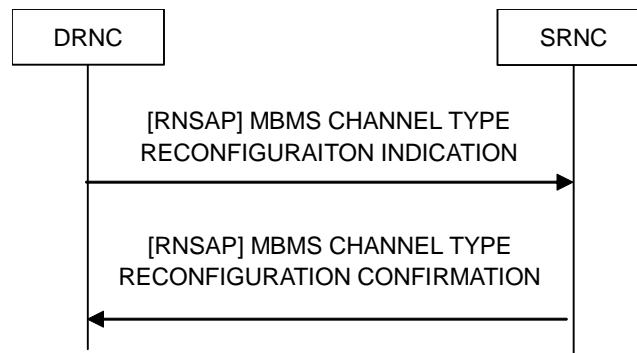 DRNC
SRNC
[RNSAP] MBMS CHANNEL TYPE
RECONFIGURAITON INDICATION
[RNSAP] MBMS CHANNEL TYPE
RECONFIGURATION CONFIRMATION